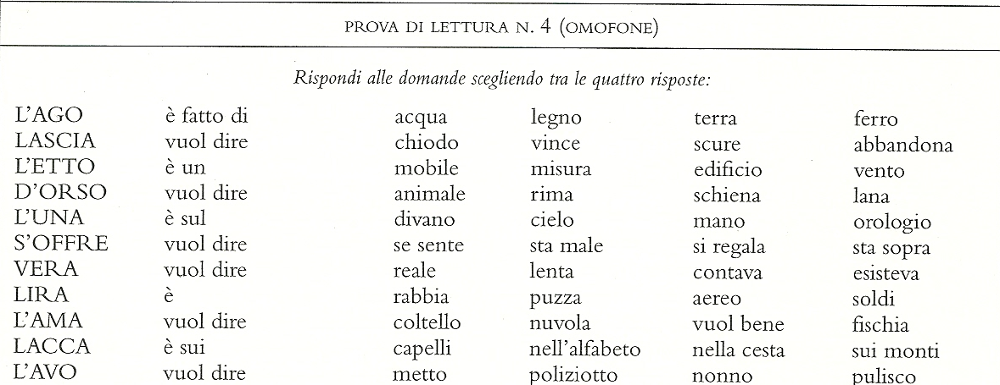 PROVA DI LETTURA N. 4 (OMOFONE)
Rispondi alle domande scegliendo tra le quattro risposte:
L'AGO è fatto di acqua legno terra ferro
LASCIA vuol dire chiodo vince scure abbandona
L'ETTO è un mobile misura edificio vento
D'ORSO vuol dire animale rima schiena lana
L'UNA è sul divano cielo mano orologio
S'OFFRE vuol dire se sente sta male si regala sta sopra
VERA vuol dire reale lenta contava esisteva
LIRA è rabbia puzza aereo soldi
L'AMA vuol dire coltello nuvola vuol bene fischia
LACCA è sui capelli nell'alfabeto nella cesta sui monti
L'AVO vuol dire metto poliziotto nonno pulisco